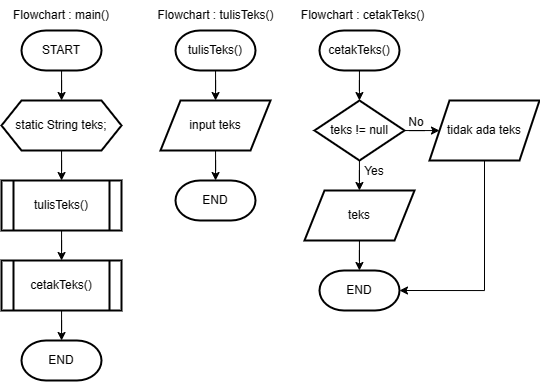 Flowchart : main()
START
static String teks;
tulisTeks()
cetakTeks()
END
Flowchart : tulisTeks()
tulisTeks()
input teks
END
Flowchart : cetakTeks()
cetakTeks()
teks != null
No
tidak ada teks
Yes
teks
END